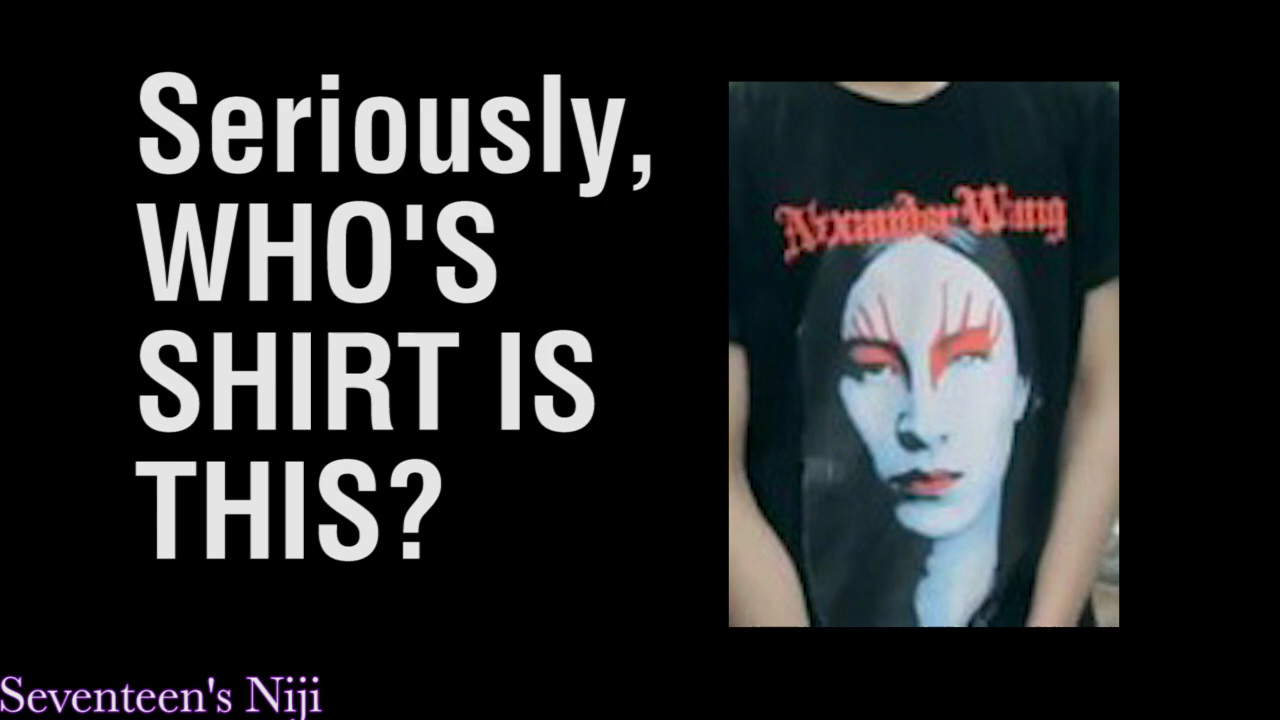 Seriously,
WHO'S
SHIRT IS
THIS?
Alexander Wang
Seventeen's Niji